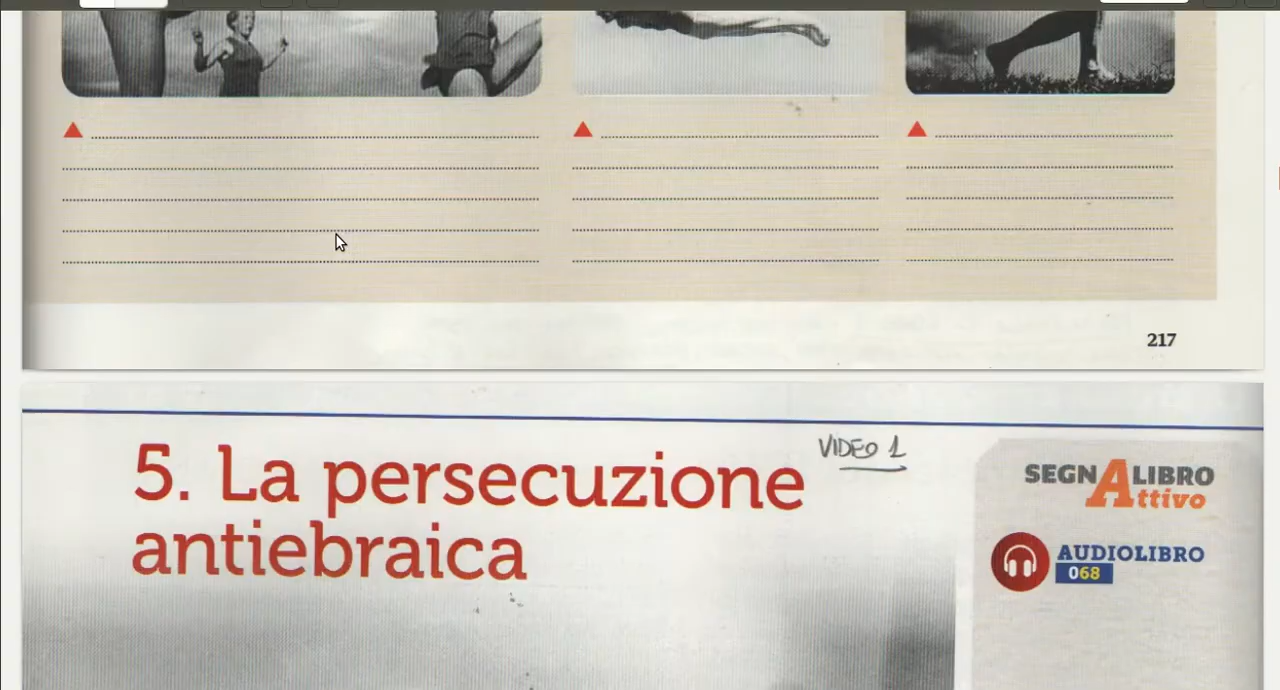 217
5. La persecuzione
antiebraica
VIDEO 1
SEGNALIBRO
Attivo
AUDIOLIBRO
068